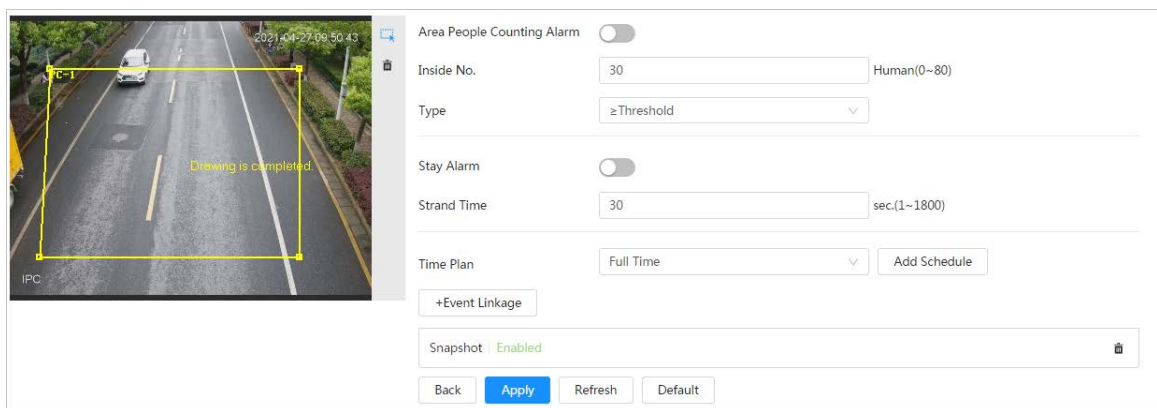 2021-04-27 09:50:43
PC-1
Drawing is completed.
IPC
Area People Counting Alarm
Inside No.
30
Human(0~80)
Type
≥Threshold
Stay Alarm
Strand Time
30
sec.(1~1800)
Time Plan
Full Time
Add Schedule
+Event Linkage
Snapshot
Enabled
Back
Apply
Refresh
Default